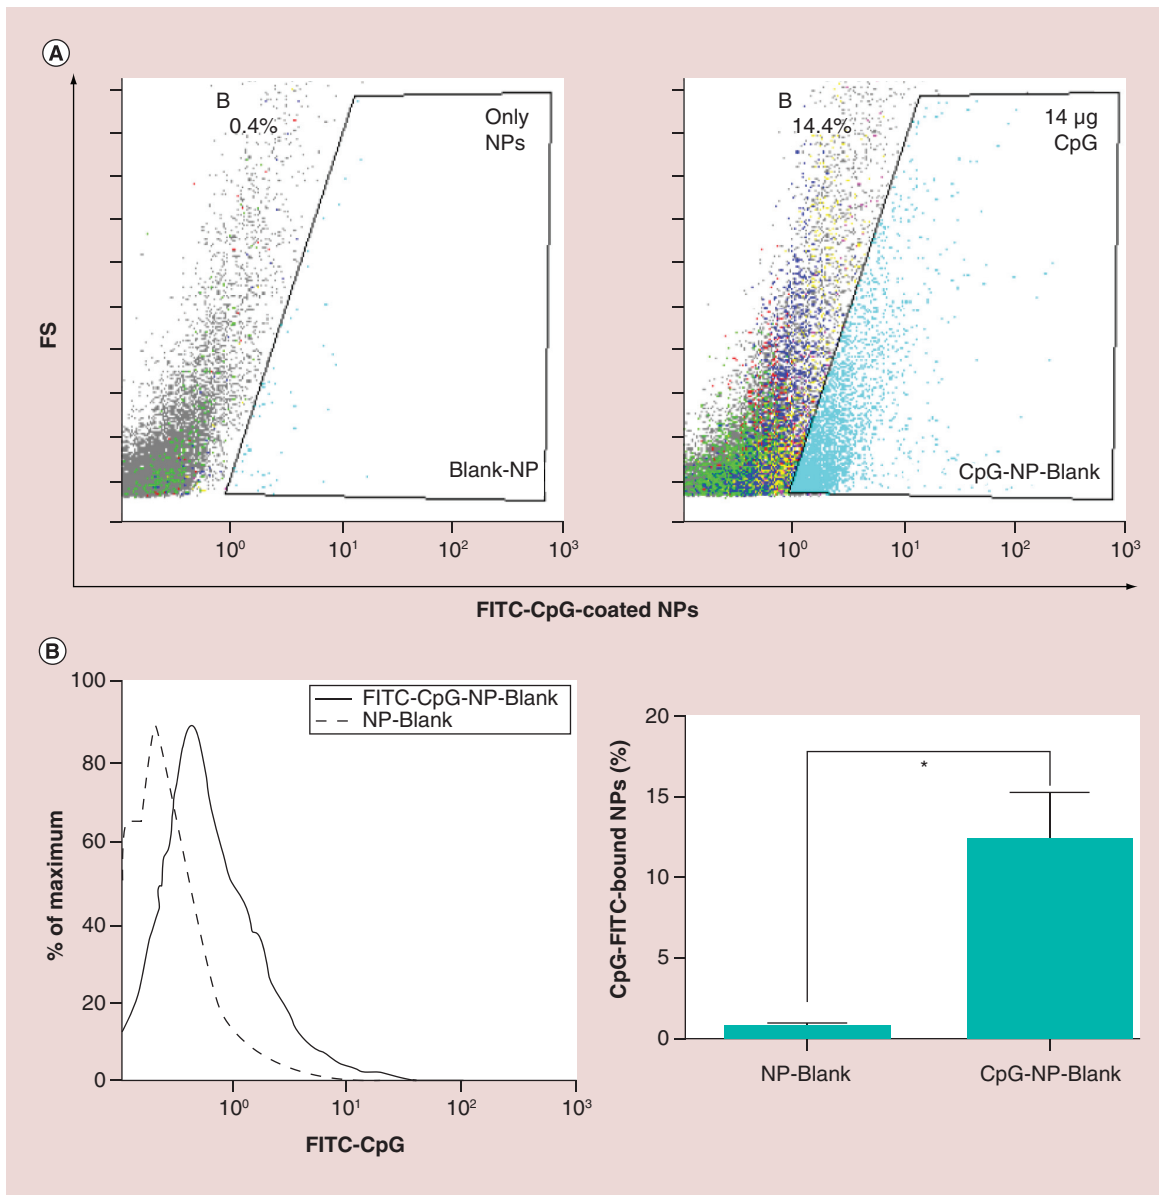 A
B
0.4%
Only
NPs
Blank-NP
B
14.4%
14 µg
CpG
CpG-NP-Blank
FS
10⁰
10¹
10²
10³
10⁰
10¹
10²
10³
FITC-CpG-coated NPs
B
100
80
60
40
20
0
% of maximum
FITC-CpG-NP-Blank
NP-Blank
10⁰
10¹
10²
10³
FITC-CpG
20
15
10
5
0
CpG-FITC-bound NPs (%)
*
NP-Blank
CpG-NP-Blank